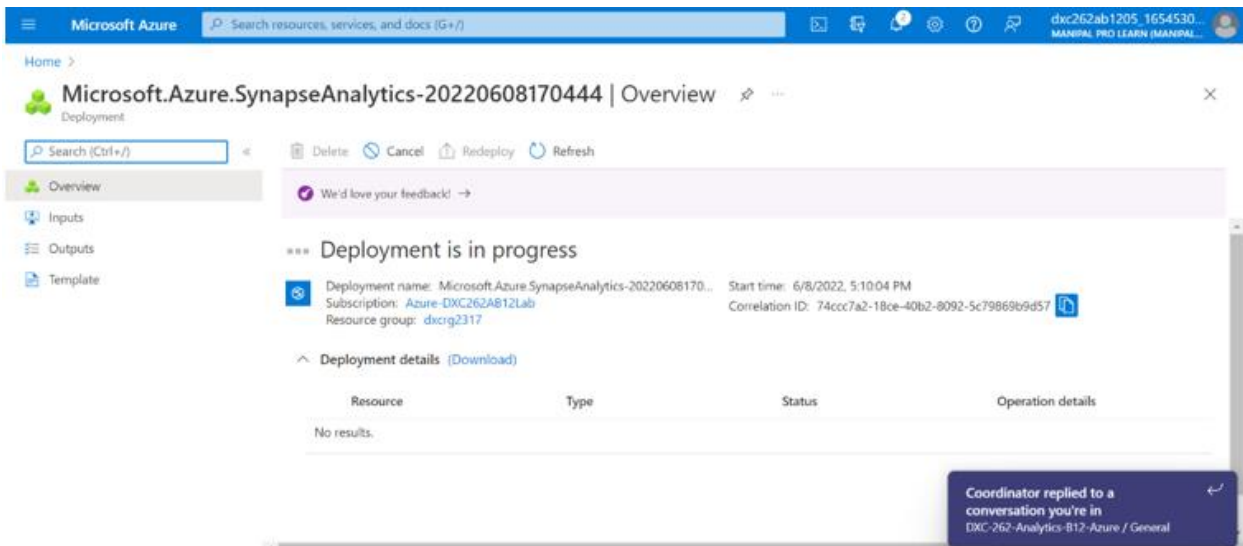 Microsoft Azure
Search resources, services, and docs (G+/)
2
dxc262ab1205_1654530...
MANIPAL PRO LEARN (MANIPAL...
Home >
Microsoft.Azure.SynapseAnalytics-20220608170444 | Overview
Deployment
Search (Ctrl+/)
Delete Cancel Redeploy Refresh
Overview
Inputs
Outputs
Template
We'd love your feedback! →
Deployment is in progress
Deployment name: Microsoft.Azure.SynapseAnalytics-20220608170...
Subscription: Azure-DXC262AB12Lab
Resource group: dxcrg2317
Start time: 6/8/2022, 5:10:04 PM
Correlation ID: 74ccc7a2-18ce-40b2-8092-5c79869b9d57
Deployment details (Download)
Resource Type Status Operation details
No results.
Coordinator replied to a
conversation you're in
DXC-262-Analytics-B12-Azure / General